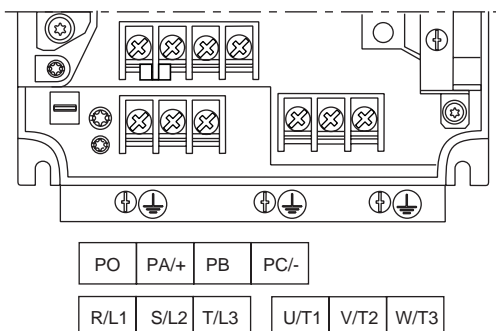 PO PA/+ PB PC/-
R/L1 S/L2 T/L3 U/T1 V/T2 W/T3